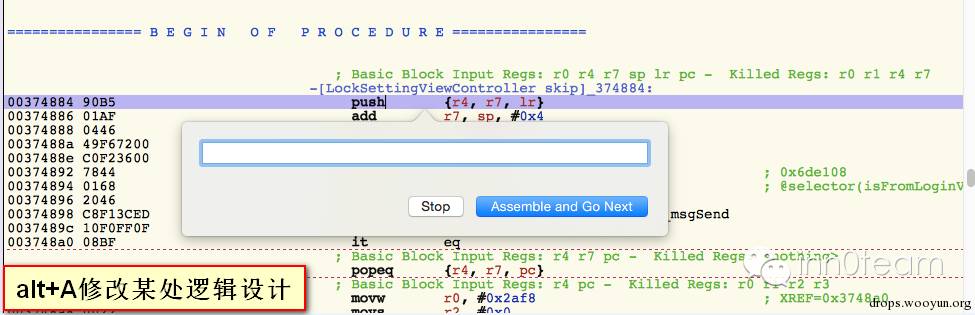 ================ B E G I N   O F   P R O C E D U R E ================
; Basic Block Input Regs: r0 r4 r7 sp lr pc -  Killed Regs: r0 r1 r4 r7
-[LockSettingViewController skip]_374884:
00374884 90B5 push {r4, r7, lr}
00374886 01AF add r7, sp, #0x4
00374888 0446
0037488a 49F67200
0037488e C0F23600
00374892 7844 ; 0x6de108
00374894 0168 ; @selector(isFromLoginV
00374896 2046
00374898 C8F13CED _msgSend
0037489c 10F0FF0F
003748a0 08BF it eq
Stop
Assemble and Go Next
; Basic Block Input Regs: r4 r7 pc -  Killed Regs: <nothing>
popeq {r4, r7, pc}
; Basic Block Input Regs: r4 pc -  Killed Regs: r0 r1 r2 r3
movw r0, #0x2af8 ; XREF=0x3748a0
movs r2, #0x0
alt+A修改某处逻辑设计
inn0team
drops.wooyun.org